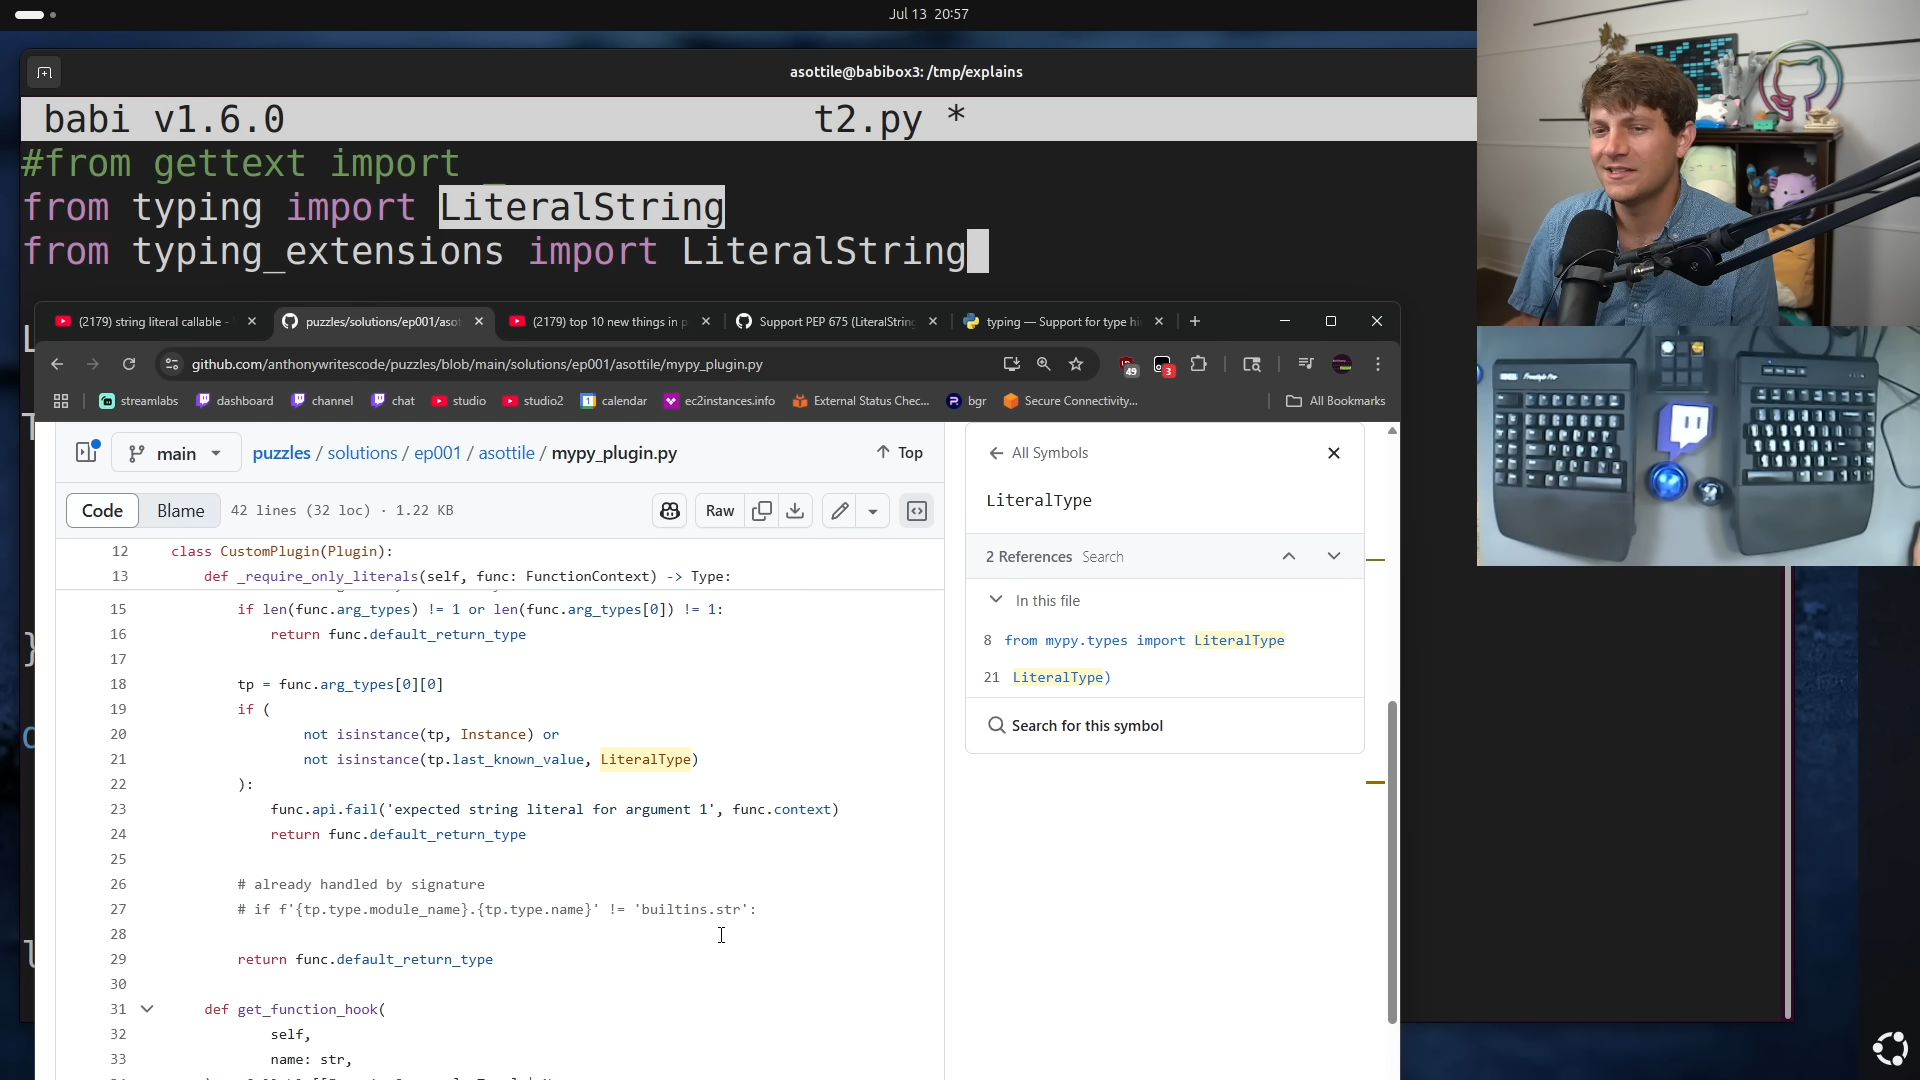 Jul 13 20:57
asottile@babibox3: /tmp/explains
babi v1.6.0 t2.py *
#from gettext import _
from typing import LiteralString
from typing_extensions import LiteralString
(2179) string literal callable -
puzzles/solutions/ep001/asot
(2179) top 10 new things in p
Support PEP 675 (LiteralString
typing — Support for type hi
github.com/anthonywritescode/puzzles/blob/main/solutions/ep001/asottile/mypy_plugin.py
49
3
streamlabs
dashboard
channel
chat
studio
studio2
1 calendar
ec2instances.info
External Status Chec...
bgr
Secure Connectivity...
All Bookmarks
main
puzzles / solutions / ep001 / asottile / mypy_plugin.py
Top
Code
Blame
42 lines (32 loc) · 1.22 KB
Raw
12 class CustomPlugin(Plugin):
13 def _require_only_literals(self, func: FunctionContext) -> Type:
15 if len(func.arg_types) != 1 or len(func.arg_types[0]) != 1:
16 return func.default_return_type
17
18 tp = func.arg_types[0][0]
19 if (
20 not isinstance(tp, Instance) or
21 not isinstance(tp.last_known_value, LiteralType)
22 ):
23 func.api.fail('expected string literal for argument 1', func.context)
24 return func.default_return_type
25
26 # already handled by signature
27 # if f'{tp.type.module_name}.{tp.type.name}' != 'builtins.str':
28
29 return func.default_return_type
30
31 def get_function_hook(
32 self,
33 name: str,
All Symbols
LiteralType
2 References Search
In this file
8 from mypy.types import LiteralType
21 LiteralType)
Search for this symbol